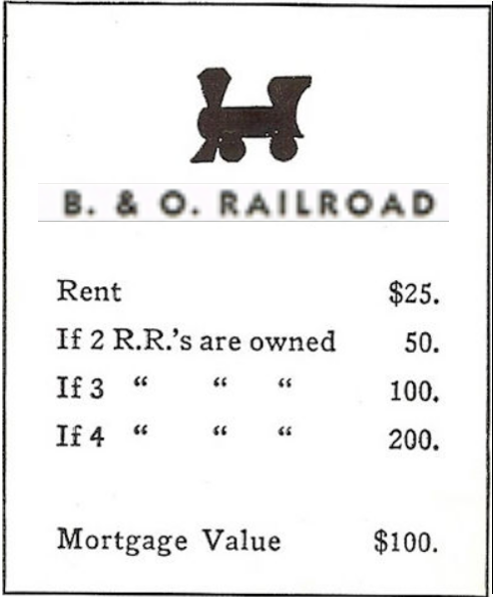 B. & O. RAILROAD
Rent $25.
If 2 R.R.'s are owned 50.
If 3 “ “ “ 100.
If 4 “ “ “ 200.
Mortgage Value $100.